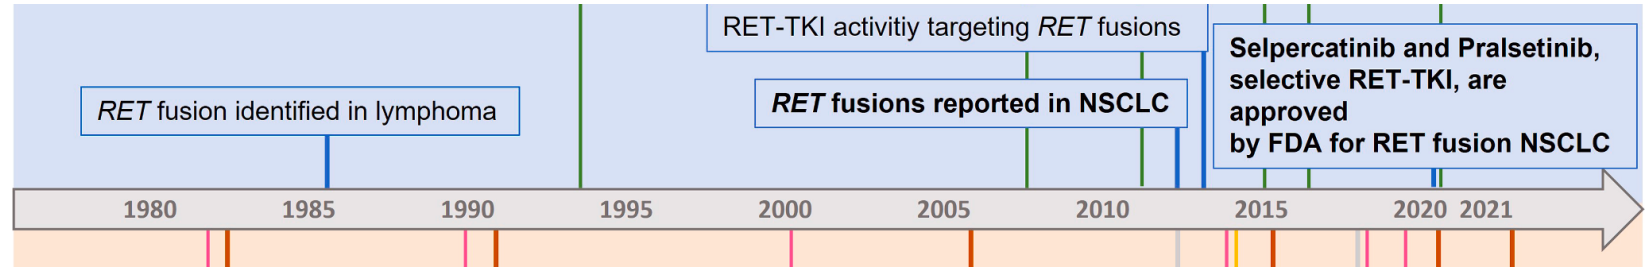 RET-TKI activitiy targeting RET fusions
Selpercatinib and Pralsetinib,
selective RET-TKI, are
approved
by FDA for RET fusion NSCLC
RET fusions reported in NSCLC
RET fusion identified in lymphoma
1980 1985 1990 1995 2000 2005 2010 2015 2020 2021